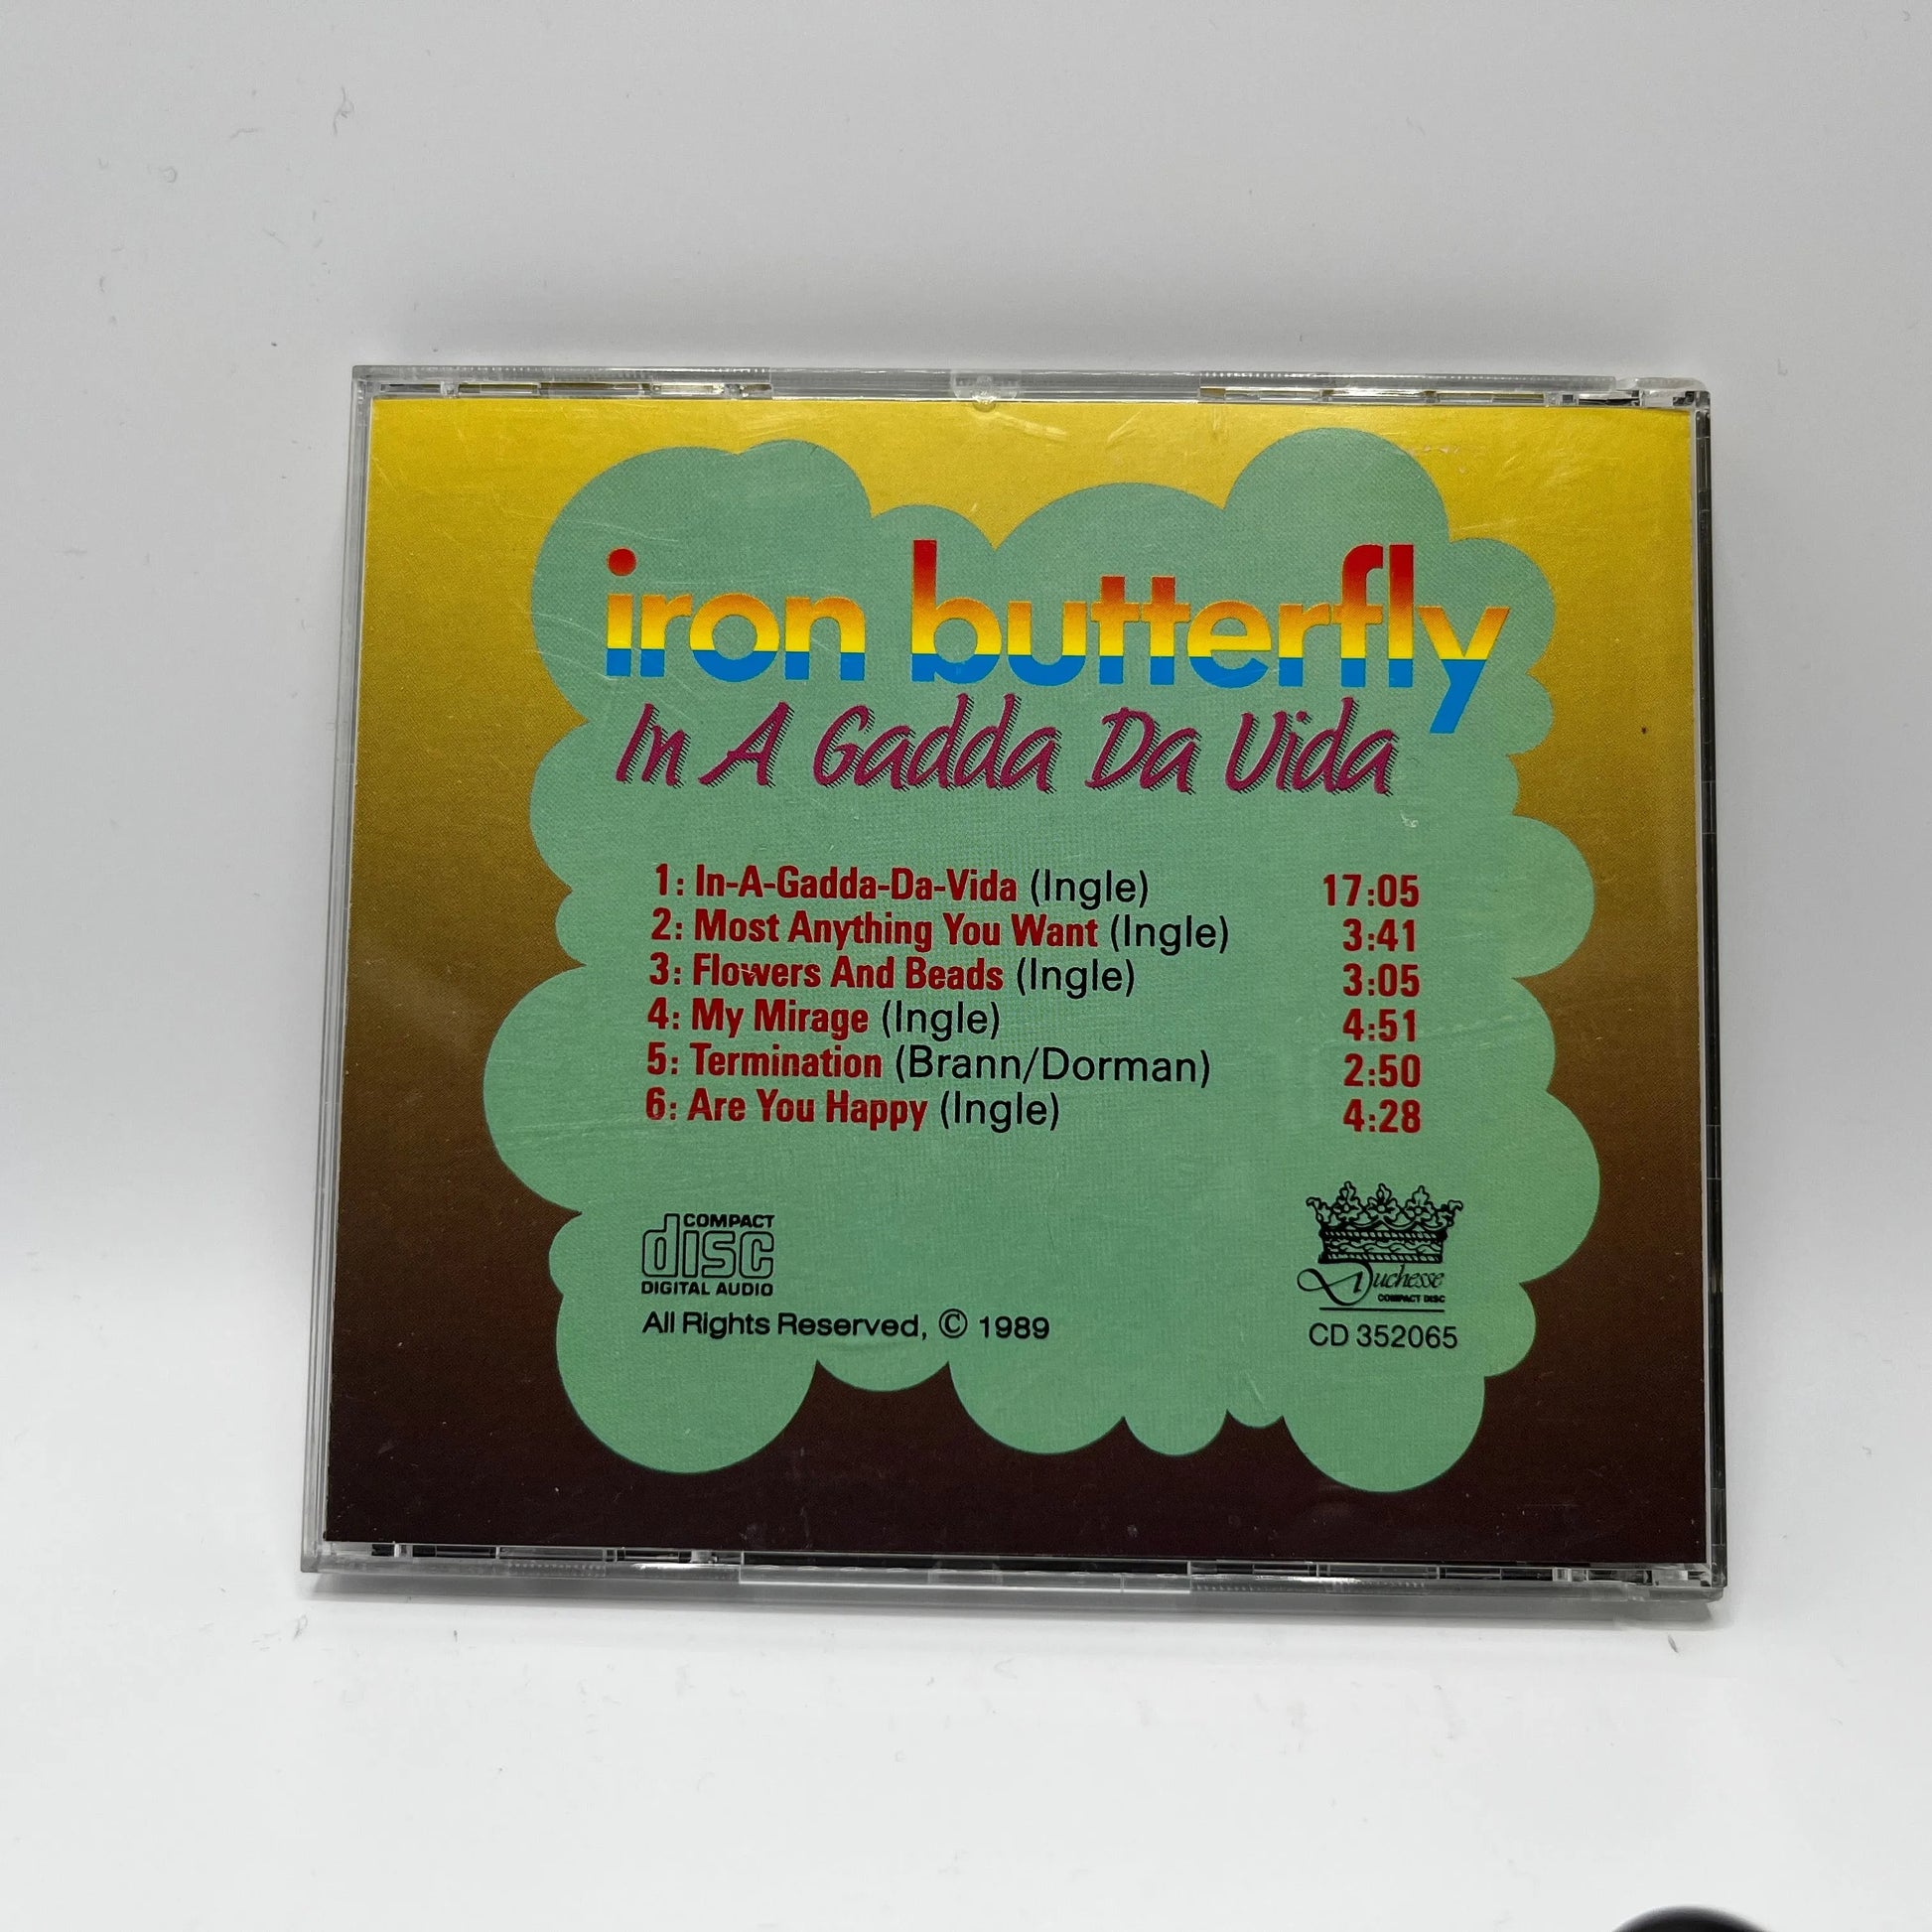 iron butterfly
In A Gadda Da Vida
1: In-A-Gadda-Da-Vida (Ingle) 17:05
2: Most Anything You Want (Ingle) 3:41
3: Flowers And Beads (Ingle) 3:05
4: My Mirage (Ingle) 4:51
5: Termination (Brann/Dorman) 2:50
6: Are You Happy (Ingle) 4:28
COMPACT
disc
DIGITAL AUDIO
All Rights Reserved, © 1989
Duchesse
COMPACT DISC
CD 352065